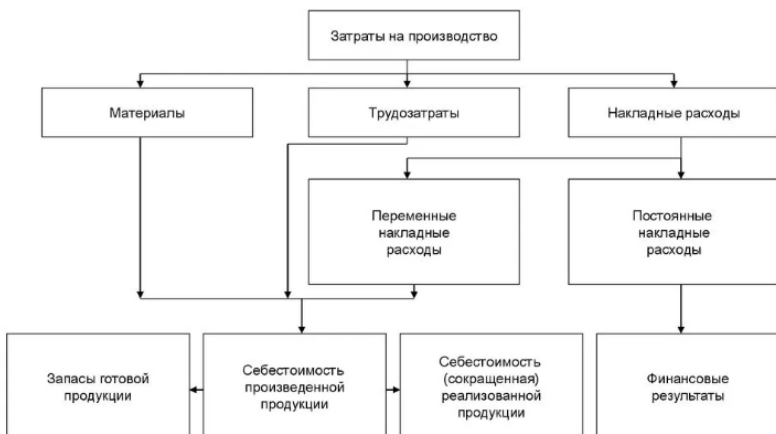 Затраты на производство
Материалы
Трудозатраты
Накладные расходы
Переменные
накладные
расходы
Постоянные
накладные
расходы
Запасы готовой
продукции
Себестоимость
произведенной
продукции
Себестоимость
(сокращенная)
реализованной
продукции
Финансовые
результаты